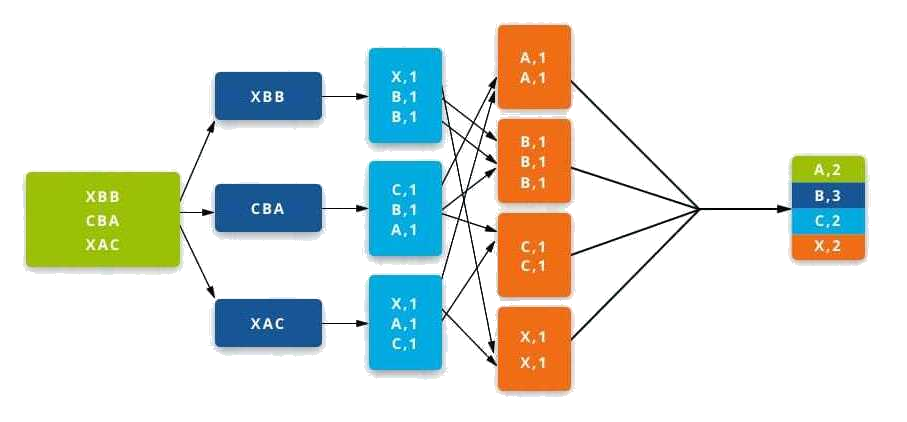 XBB
CBA
XAC
XBB
CBA
XAC
X,1
B,1
B,1
C,1
B,1
A,1
X,1
A,1
C,1
A,1
A,1
B,1
B,1
B,1
C,1
C,1
X,1
X,1
A,2
B,3
C,2
X,2